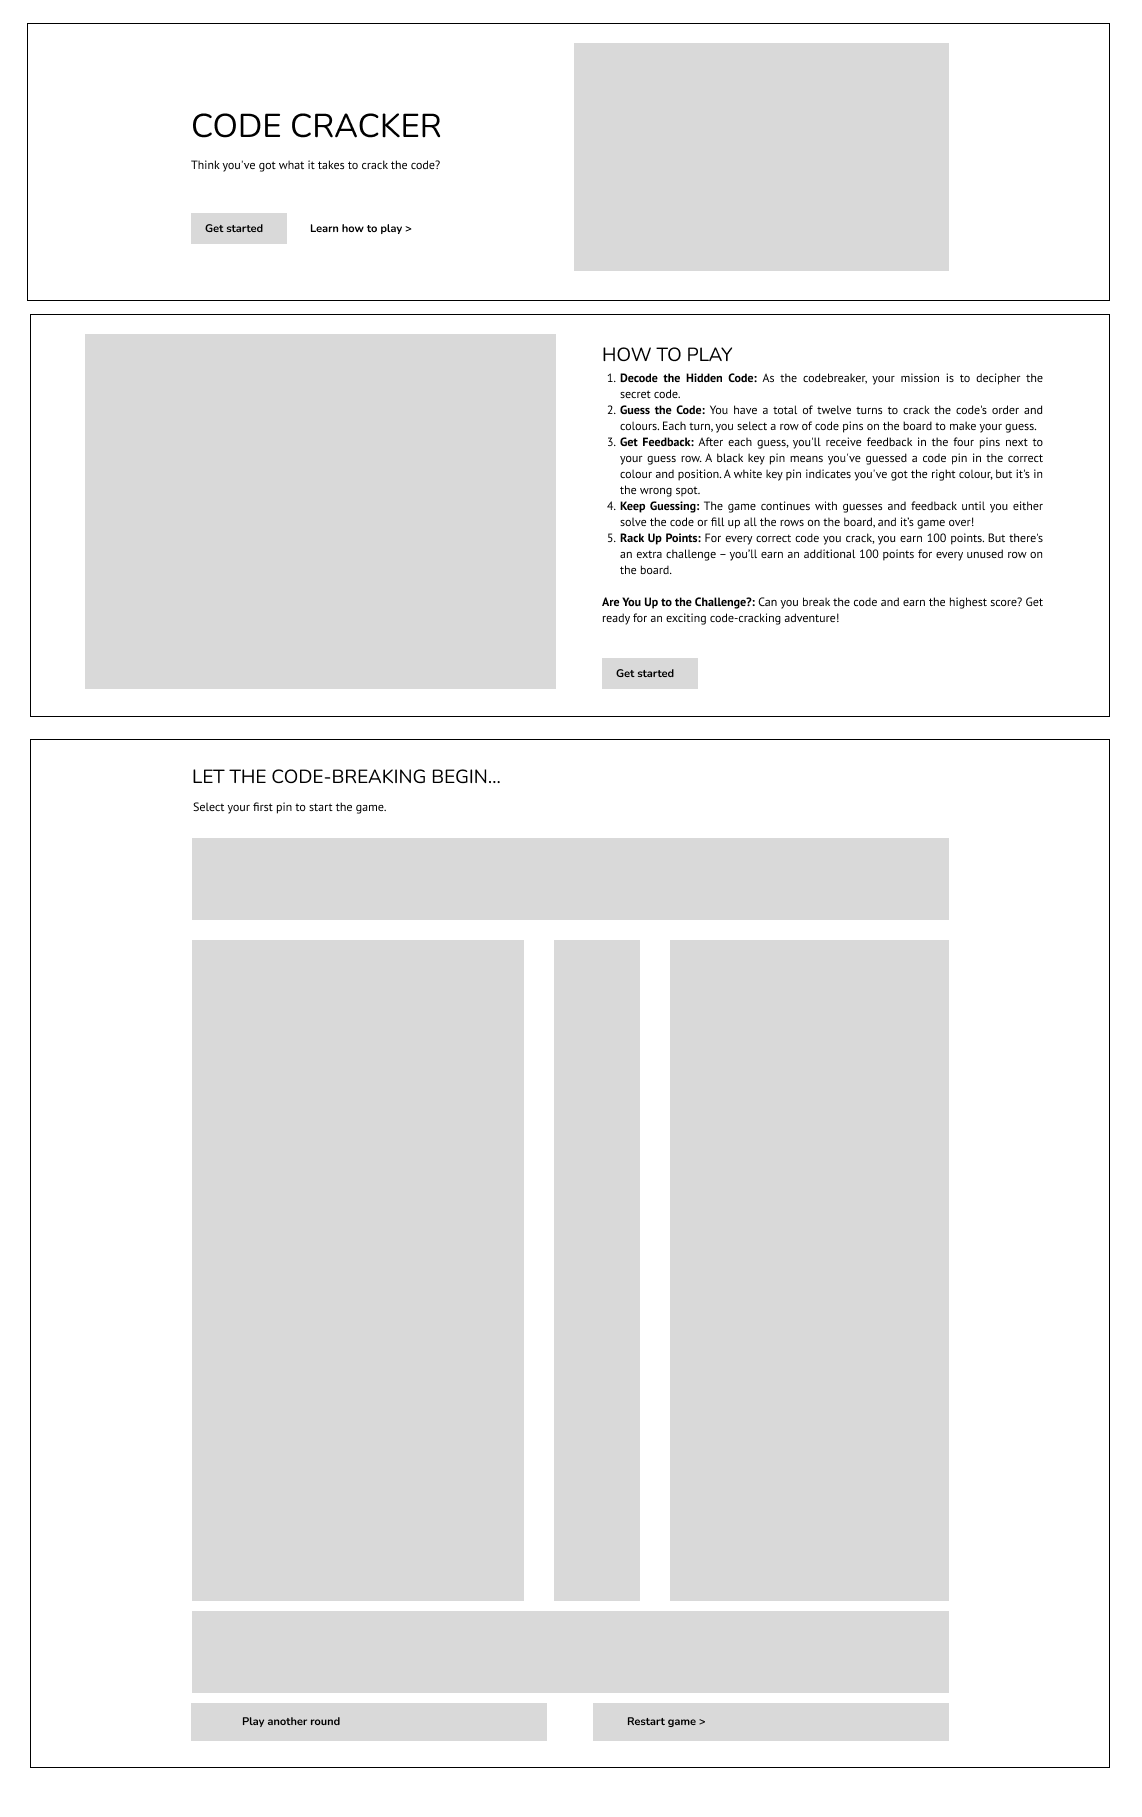 CODE CRACKER
Think you've got what it takes to crack the code?
Get started
Learn how to play >
HOW TO PLAY
1. Decode the Hidden Code: As the codebreaker, your mission is to decipher the
secret code.
2. Guess the Code: You have a total of twelve turns to crack the code's order and
colours. Each turn, you select a row of code pins on the board to make your guess.
3. Get Feedback: After each guess, you'll receive feedback in the four pins next to
your guess row. A black key pin means you've guessed a code pin in the correct
colour and position. A white key pin indicates you've got the right colour, but it's in
the wrong spot.
4. Keep Guessing: The game continues with guesses and feedback until you either
solve the code or fill up all the rows on the board, and it's game over!
5. Rack Up Points: For every correct code you crack, you earn 100 points. But there's
an extra challenge – you'll earn an additional 100 points for every unused row on
the board.
Are You Up to the Challenge?: Can you break the code and earn the highest score? Get
ready for an exciting code-cracking adventure!
Get started
LET THE CODE-BREAKING BEGIN...
Select your first pin to start the game.
Play another round
Restart game >